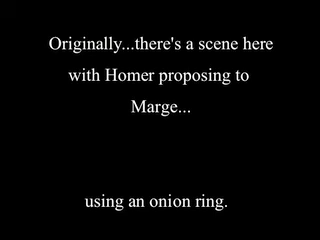 Originally...there's a scene here
with Homer proposing to
Marge...
using an onion ring.